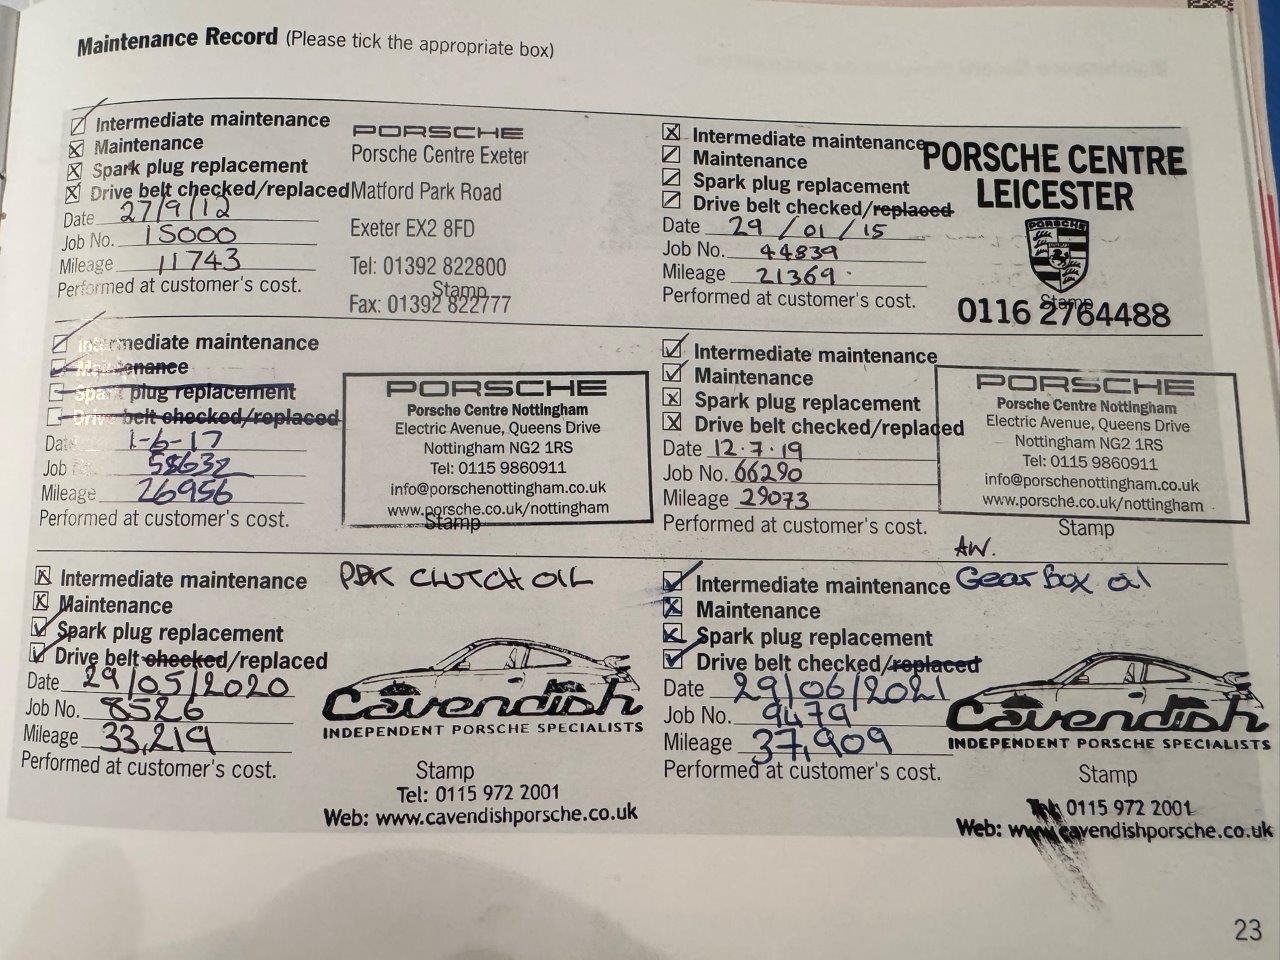 Maintenance Record (Please tick the appropriate box)
Intermediate maintenance
Maintenance
Spark plug replacement
Drive belt checked/replaced
Date 27/9/12
Job No. 15000
Mileage 11743
Performed at customer's cost.
PORSCHE
Porsche Centre Exeter
Matford Park Road
Exeter EX2 8FD
Tel: 01392 822800
Stamp
Fax: 01392 822777
Intermediate maintenance
Maintenance
Spark plug replacement
Drive belt checked/replaced
Date 29/01/15
Job No. 44839
Mileage 21369
Performed at customer's cost.
PORSCHE CENTRE
LEICESTER
PORSCHE
Stamp
0116 2764488
Intermediate maintenance
Maintenance
Spark plug replacement
Drive belt checked/replaced
Date 1-6-17
Job 58632
Mileage 26956
Performed at customer's cost.
PORSCHE
Porsche Centre Nottingham
Electric Avenue, Queens Drive
Nottingham NG2 1RS
Tel: 0115 9860911
info@porschenottingham.co.uk
www.porsche.co.uk/nottingham
Stamp
Intermediate maintenance
Maintenance
Spark plug replacement
Drive belt checked/replaced
Date 12.7.19
Job No. 66290
Mileage 29073
Performed at customer's cost.
PORSCHE
Porsche Centre Nottingham
Electric Avenue, Queens Drive
Nottingham NG2 1RS
Tel: 0115 9860911
info@porschenottingham.co.uk
www.porsche.co.uk/nottingham
Stamp
Intermediate maintenance
Maintenance
Spark plug replacement
Drive belt checked/replaced
Date 29/05/2020
Job No. 8526
Mileage 33,219
Performed at customer's cost.
PDK CLUTCH OIL
Cavendish
INDEPENDENT PORSCHE SPECIALISTS
Stamp
Tel: 0115 972 2001
Web: www.cavendishporsche.co.uk
Intermediate maintenance
Maintenance
Spark plug replacement
Drive belt checked/replaced
Date 29/06/2021
Job No. 9479
Mileage 37,909
Performed at customer's cost.
AW.
Gear Box oil
Cavendish
INDEPENDENT PORSCHE SPECIALISTS
Stamp
Tel: 0115 972 2001
Web: www.cavendishporsche.co.uk
23